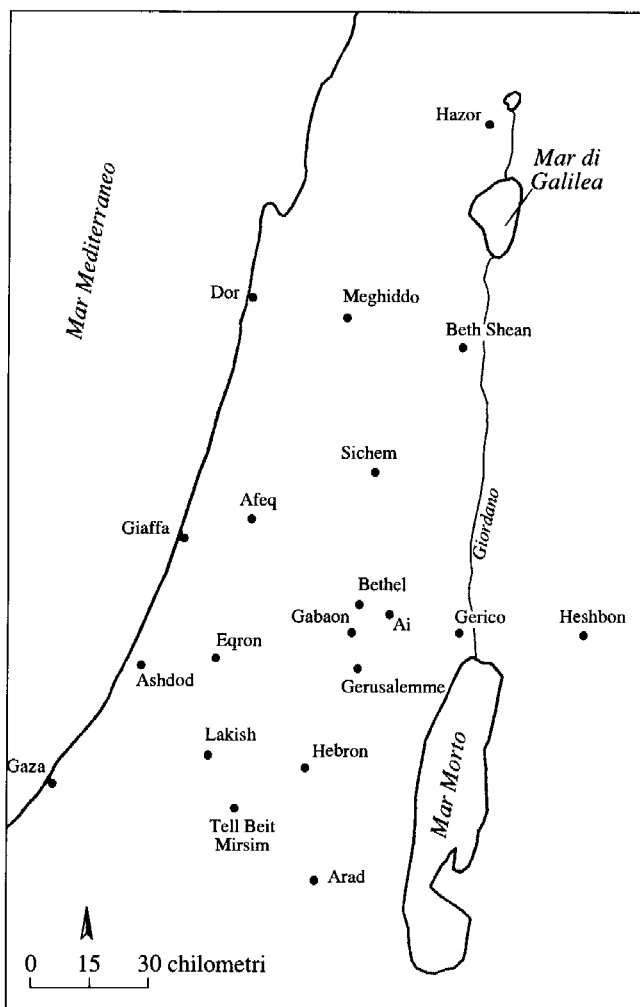 Hazor
Mar di
Galilea
Mar Mediterraneo
Dor
Meghiddo
Beth Shean
Sichem
Afeq
Giaffa
Giordano
Bethel
Gabaon
Ai
Gerico
Heshbon
Eqron
Ashdod
Gerusalemme
Lakish
Hebron
Gaza
Mar Morto
Tell Beit
Mirsim
Arad
0 15 30 chilometri